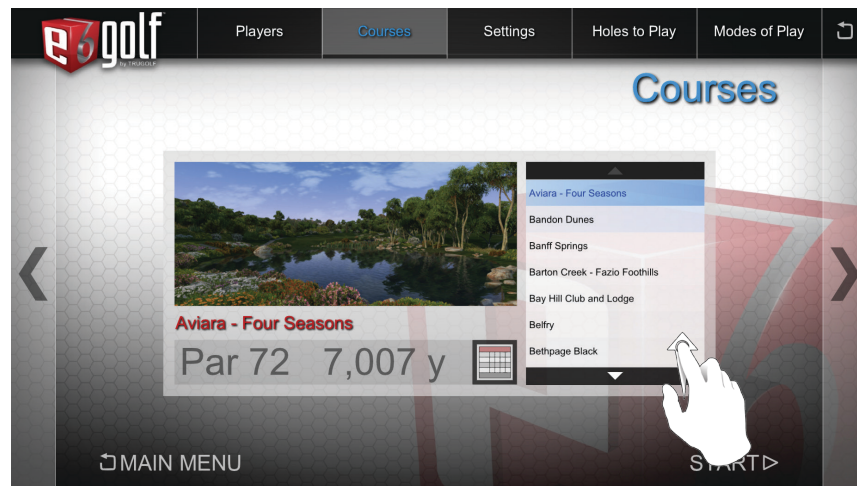 e6golf
by TRUGOLF
Players
Courses
Settings
Holes to Play
Modes of Play
Courses
Aviara - Four Seasons
Bandon Dunes
Banff Springs
Barton Creek - Fazio Foothills
Bay Hill Club and Lodge
Belfry
Bethpage Black
Aviara - Four Seasons
Par 72 7,007 y
MAIN MENU
START